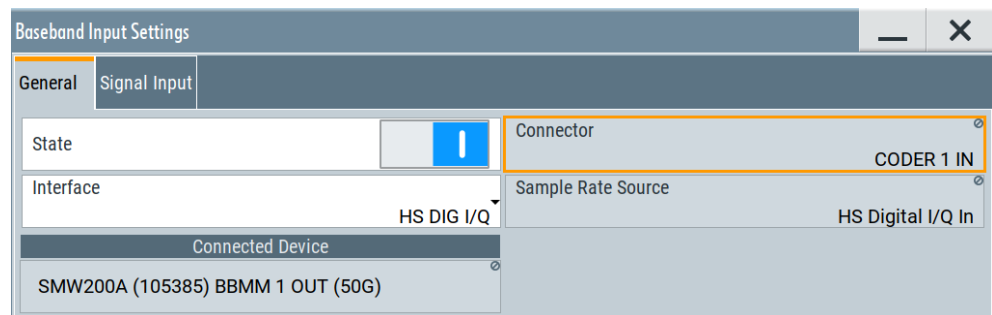 Baseband Input Settings
General
Signal Input
State
Connector
CODER 1 IN
Interface
HS DIG I/Q
Sample Rate Source
HS Digital I/Q In
Connected Device
SMW200A (105385) BBMM 1 OUT (50G)